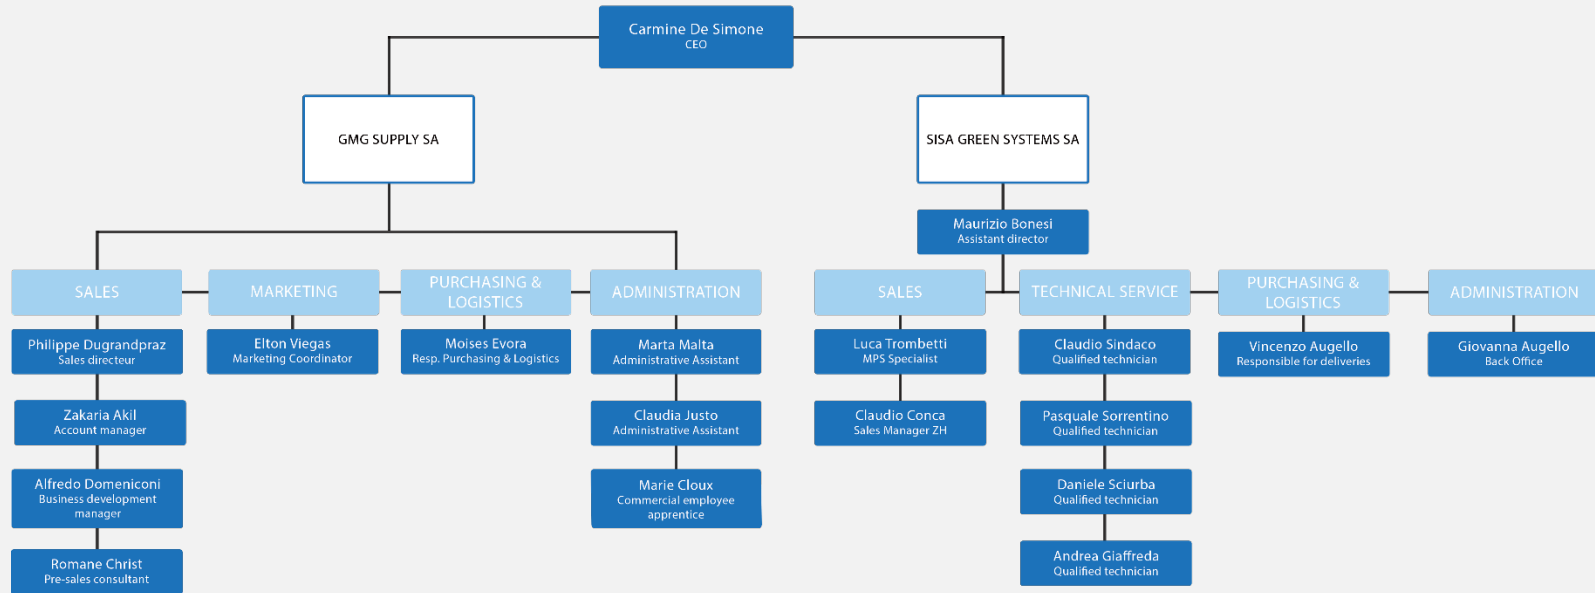 Carmine De Simone
CEO
GMG SUPPLY SA
SISA GREEN SYSTEMS SA
Maurizio Bonesi
Assistant director
SALES
MARKETING
PURCHASING &
LOGISTICS
ADMINISTRATION
SALES
TECHNICAL SERVICE
PURCHASING &
LOGISTICS
ADMINISTRATION
Philippe Dugrandpraz
Sales directeur
Elton Viegas
Marketing Coordinator
Moises Evora
Resp. Purchasing & Logistics
Marta Malta
Administrative Assistant
Luca Trombetti
MPS Specialist
Claudio Sindaco
Qualified technician
Vincenzo Augello
Responsible for deliveries
Giovanna Augello
Back Office
Zakaria Akil
Account manager
Claudia Justo
Administrative Assistant
Claudio Conca
Sales Manager ZH
Pasquale Sorrentino
Qualified technician
Alfredo Domeniconi
Business development
manager
Marie Cloux
Commercial employee
apprentice
Daniele Sciurba
Qualified technician
Romane Christ
Pre-sales consultant
Andrea Giaffreda
Qualified technician